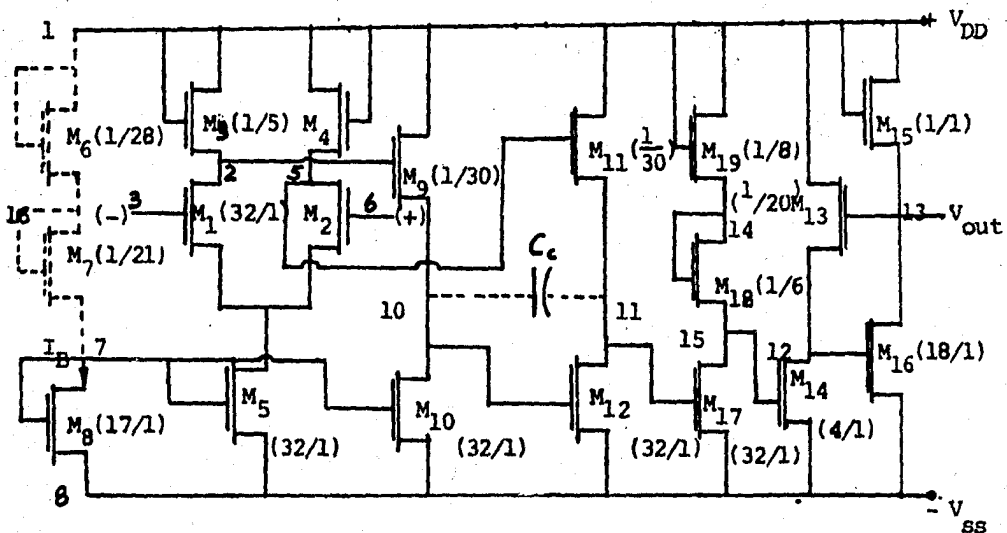 1
+ V_DD
M_6(1/28)
M_3(1/5)
M_4
M_9(1/30)
M_11(1/30)
M_19(1/8)
M_15(1/1)
2
5
16
(-) 3
M_1(32/1)
M_2
6 (+)
(1/20)M_13
13 V_out
14
M_7(1/21)
C_c
M_18(1/6)
10
11
I_B 7
15
12
M_16(18/1)
M_8(17/1)
M_5
M_10
M_12
M_17
M_14
(32/1)
(32/1)
(32/1)
(32/1)
(4/1)
8
- V_SS